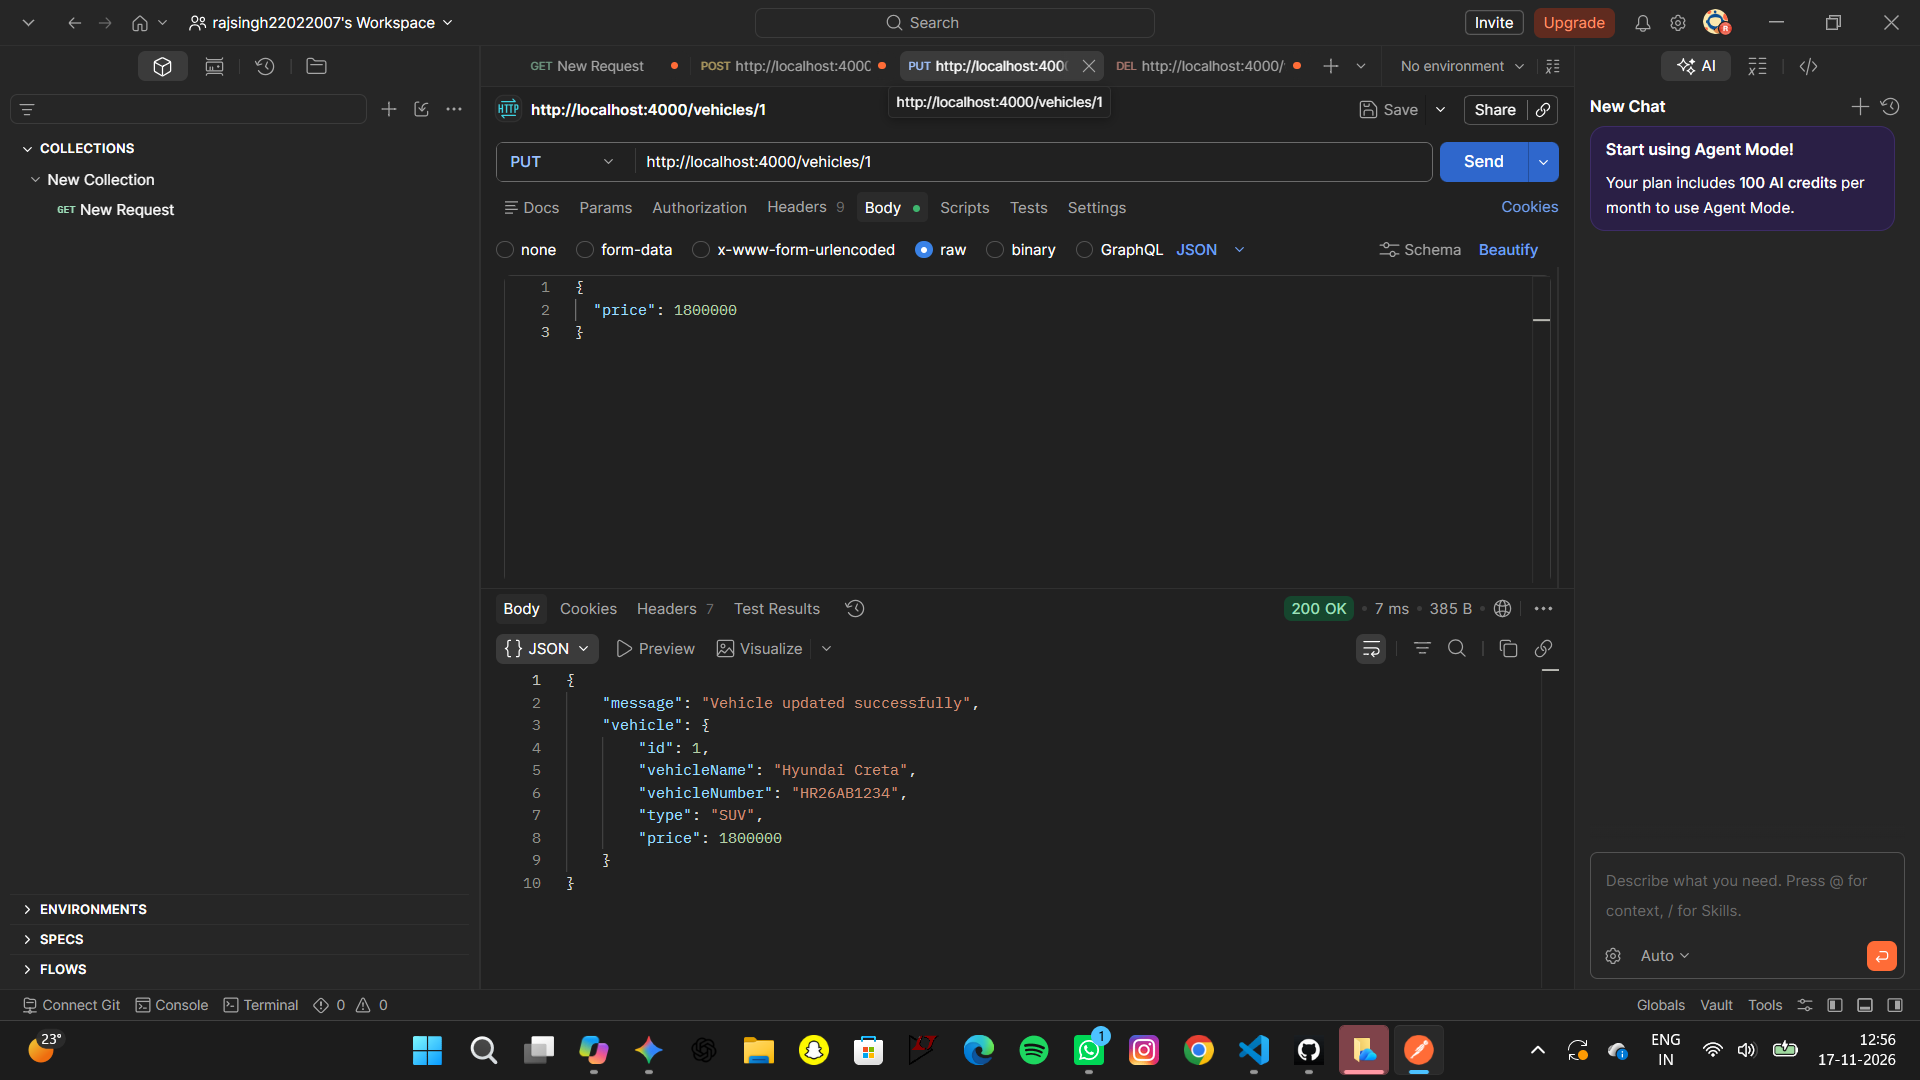 rajsingh22022007's Workspace
Search
Invite
Upgrade
GET New Request
POST http://localhost:400
PUT http://localhost:400
DEL http://localhost:4000/
No environment
AI
http://localhost:4000/vehicles/1
HTTP http://localhost:4000/vehicles/1
Save
Share
New Chat
COLLECTIONS
New Collection
GET New Request
Start using Agent Mode!
Your plan includes 100 AI credits per
month to use Agent Mode.
PUT
http://localhost:4000/vehicles/1
Send
Docs Params Authorization Headers 9 Body Scripts Tests Settings
Cookies
none form-data x-www-form-urlencoded raw binary GraphQL JSON
Schema Beautify
1 {
2 "price": 1800000
3 }
Body Cookies Headers 7 Test Results
200 OK • 7 ms • 385 B
{} JSON Preview Visualize
1 {
2 "message": "Vehicle updated successfully",
3 "vehicle": {
4 "id": 1,
5 "vehicleName": "Hyundai Creta",
6 "vehicleNumber": "HR26AB1234",
7 "type": "SUV",
8 "price": 1800000
9 }
10 }
ENVIRONMENTS
SPECS
FLOWS
Describe what you need. Press @ for
context, / for Skills.
Auto
Connect Git Console Terminal 0 0
Globals Vault Tools
23°
1
ENG
IN
12:56
17-11-2026